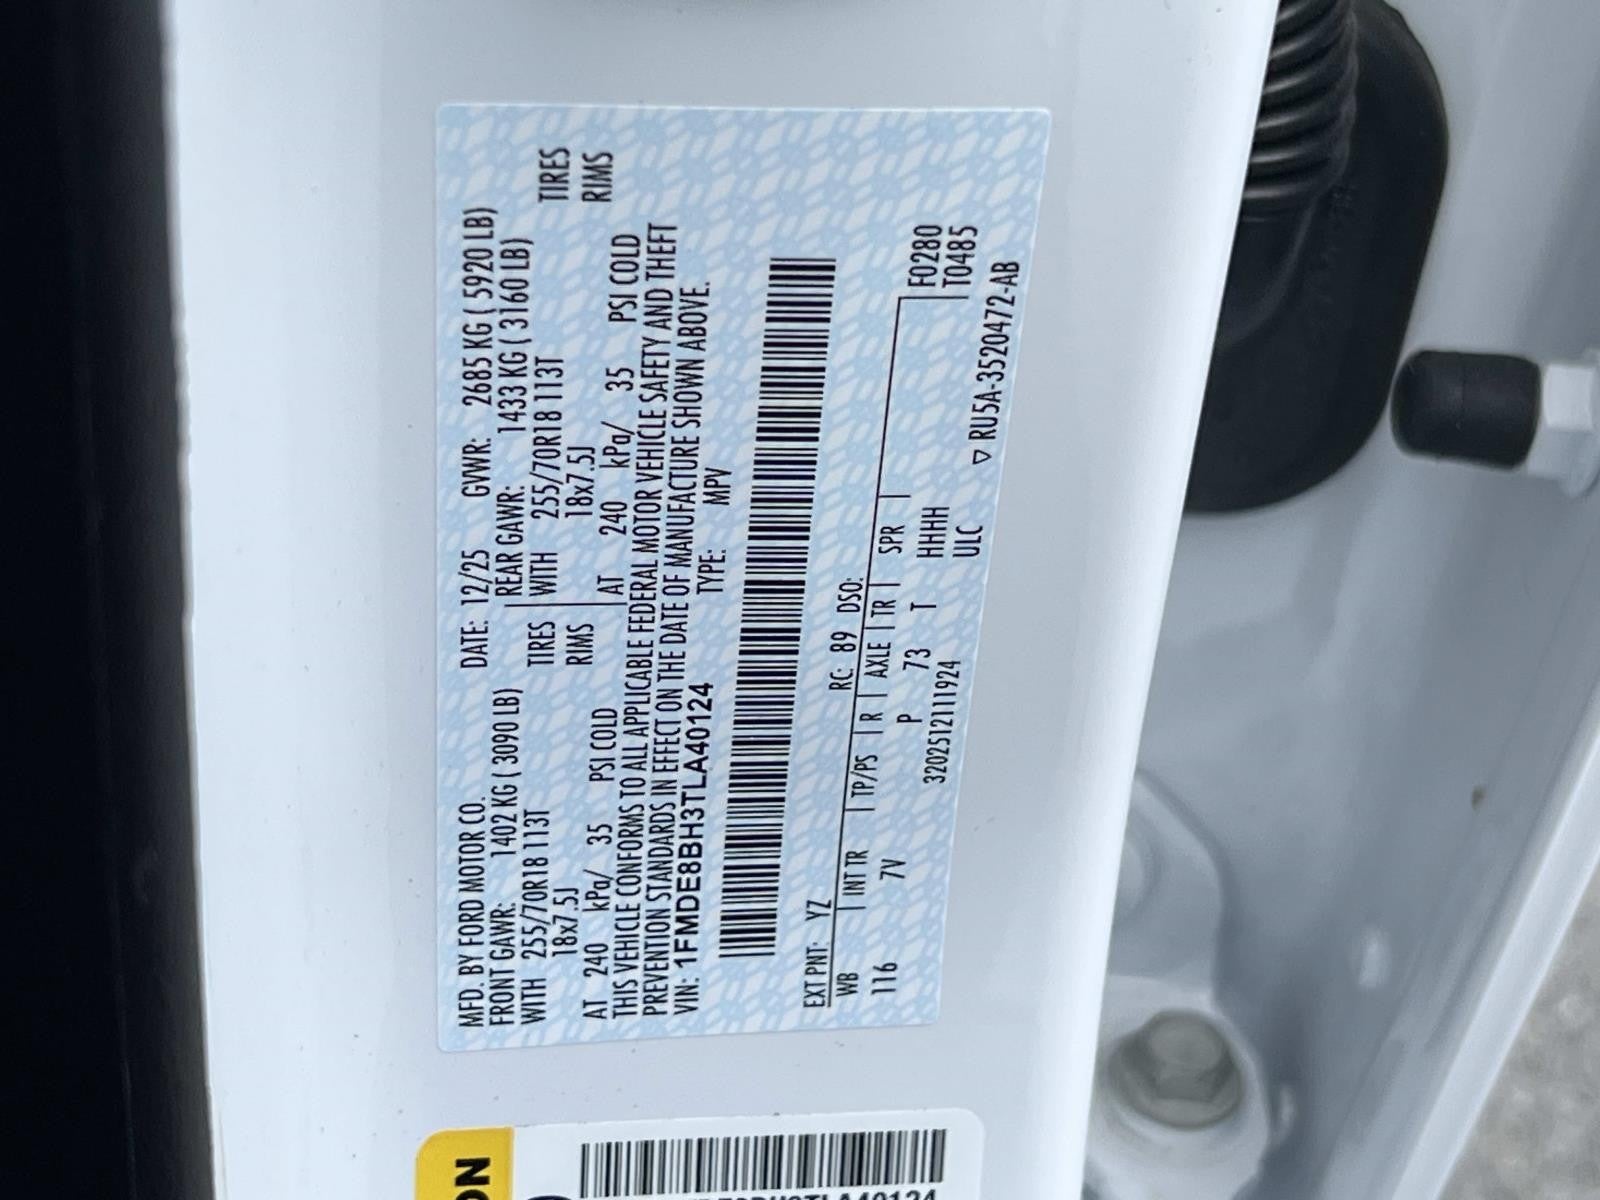 MFD. BY FORD MOTOR CO. DATE: 12/25 GVWR: 2685 KG ( 5920 LB)
FRONT GAWR: 1402 KG ( 3090 LB) REAR GAWR: 1433 KG ( 3160 LB)
WITH 255/70R18 113T TIRES WITH 255/70R18 113T TIRES
18x7.5J RIMS 18x7.5J RIMS
AT 240 kPa/ 35 PSI COLD AT 240 kPa/ 35 PSI COLD
THIS VEHICLE CONFORMS TO ALL APPLICABLE FEDERAL MOTOR VEHICLE SAFETY AND THEFT
PREVENTION STANDARDS IN EFFECT ON THE DATE OF MANUFACTURE SHOWN ABOVE.
VIN: 1FMDE8BH3TLA40124 TYPE: MPV
EXT PNT: YZ RC: 89 DSO: F0280
WB INT TR TP/PS R AXLE TR SPR T0485
116 7V P 73 T HHHH
3202512111924 ULC ▽ RU5A-3520472-AB
ON